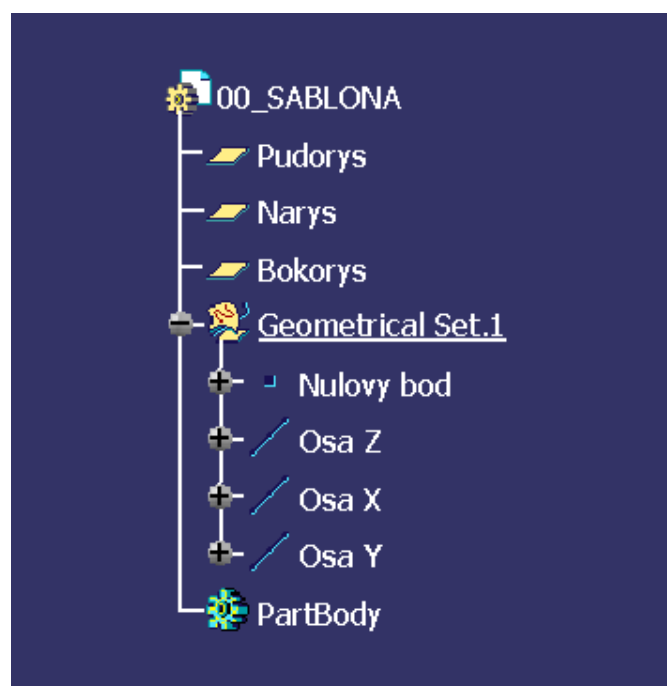 00_SABLONA
Pudorys
Narys
Bokorys
Geometrical Set.1
Nulovy bod
Osa Z
Osa X
Osa Y
PartBody